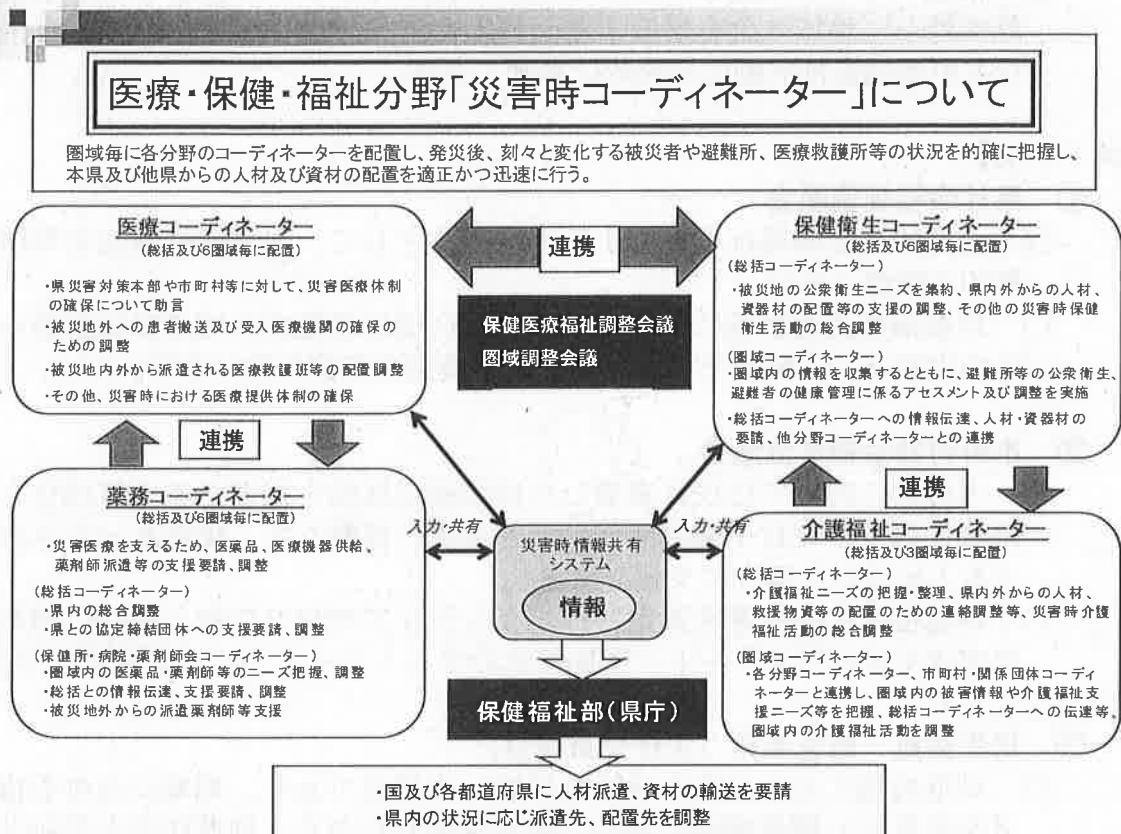 医療・保健・福祉分野「災害時コーディネーター」について
圏域毎に各分野のコーディネーターを配置し、発災後、刻々と変化する被災者や避難所、医療救護所等の状況を的確に把握し、
本県及び他県からの人材及び資材の配置を適正かつ迅速に行う。
医療コーディネーター
(総括及び6圏域毎に配置)
・県災害対策本部や市町村等に対して、災害医療体制
の確保について助言
・被災地外への患者搬送及び受入医療機関の確保の
ための調整
・被災地内外から派遣される医療救護班等の配置調整
・その他、災害時における医療提供体制の確保
連携
保健医療福祉調整会議
圏域調整会議
保健衛生コーディネーター
(総括及び6圏域毎に配置)
(総括コーディネーター)
・被災地の公衆衛生ニーズを集約、県内外からの人材、
資器材の配置等の支援の調整、その他の災害時保健
衛生活動の総合調整
(圏域コーディネーター)
・圏域内の情報を収集するとともに、避難所等の公衆衛生、
避難者の健康管理に係るアセスメント及び調整を実施
・総括コーディネーターへの情報伝達、人材・資器材の
要請、他分野コーディネーターとの連携
連携
連携
薬務コーディネーター
(総括及び6圏域毎に配置)
・災害医療を支えるため、医薬品、医療機器供給、
薬剤師派遣等の支援要請、調整
(総括コーディネーター)
・県内の総合調整
・県との協定締結団体への支援要請、調整
(保健所・病院・薬剤師会コーディネーター)
・圏域内の医薬品・薬剤師等のニーズ把握、調整
・総括との情報伝達、支援要請、調整
・被災地外からの派遣薬剤師等支援
入力・共有
災害時情報共有
システム
情報
入力・共有
介護福祉コーディネーター
(総括及び3圏域毎に配置)
(総括コーディネーター)
・介護福祉ニーズの把握・整理、県内外からの人材、
救援物資等の配置のための連絡調整等、災害時介護
福祉活動の総合調整
(圏域コーディネーター)
・各分野コーディネーター、市町村・関係団体コーディ
ネーターと連携し、圏域内の被害情報や介護福祉支
援ニーズ等を把握、総括コーディネーターへの伝達等、
圏域内の介護福祉活動を調整
保健福祉部(県庁)
・国及び各都道府県に人材派遣、資材の輸送を要請
・県内の状況に応じ派遣先、配置先を調整